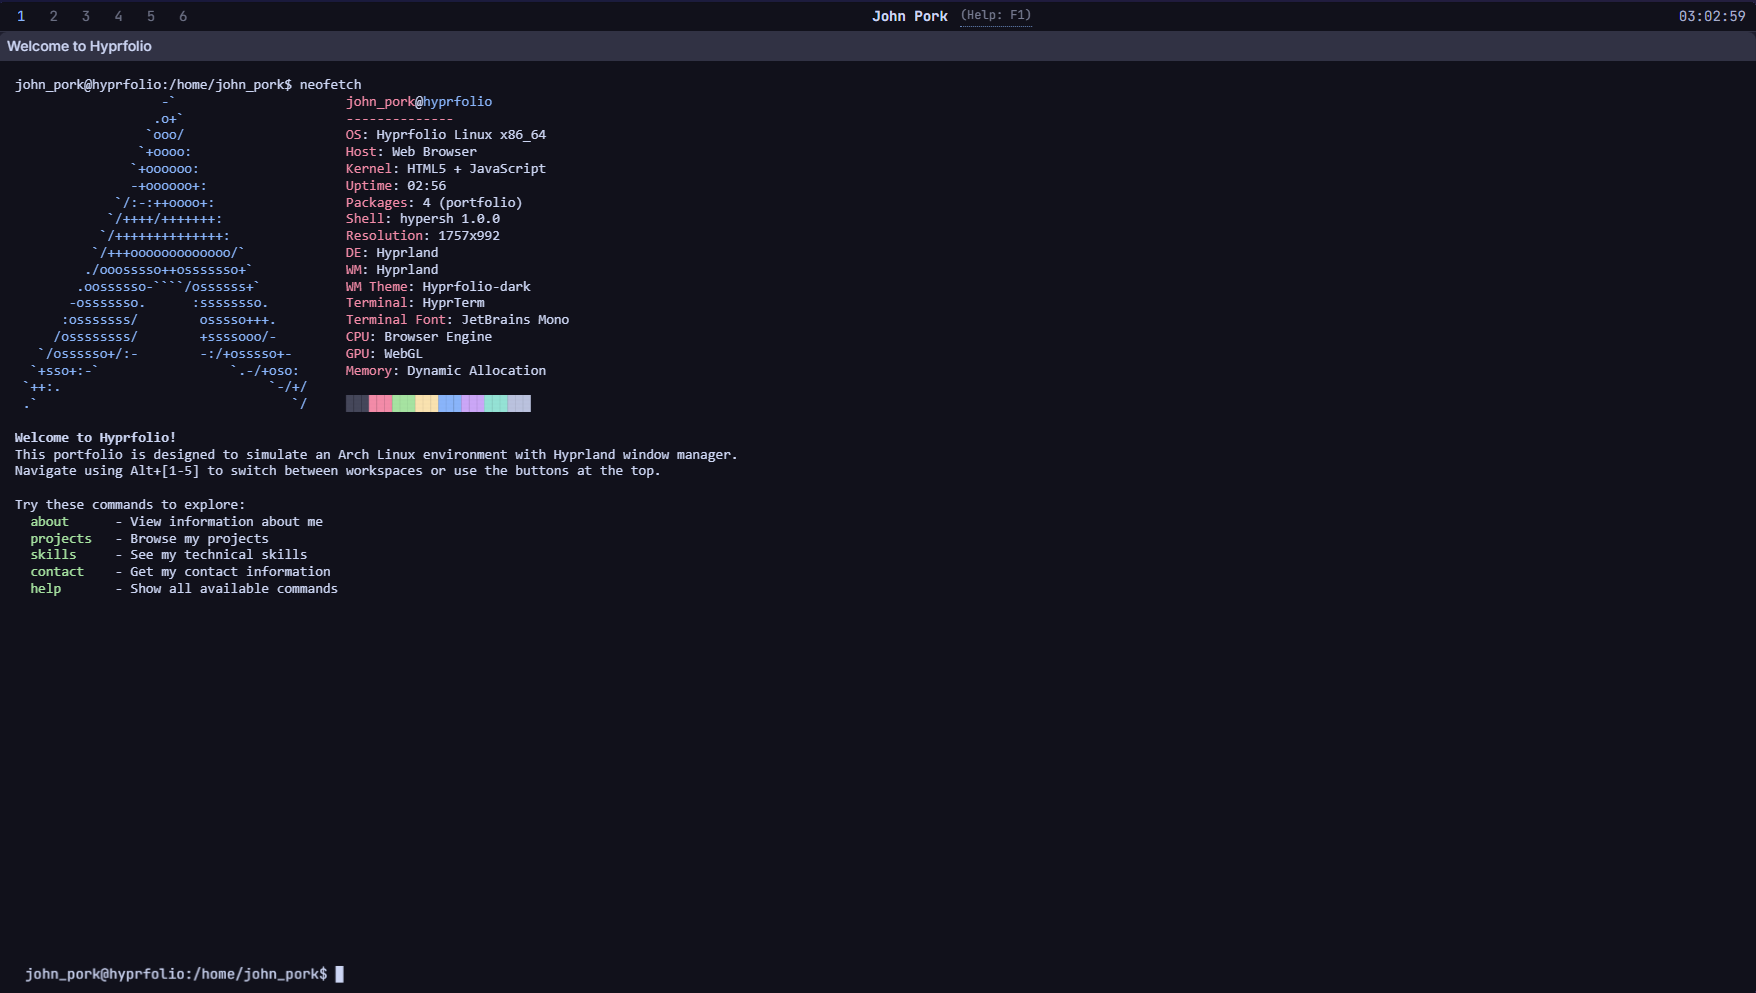 1 2 3 4 5 6 John Pork (Help: F1) 03:02:59
Welcome to Hyprfolio
john_pork@hyprfolio:/home/john_pork$ neofetch
                   -`                      john_pork@hyprfolio
                  .o+`                     --------------
                 `ooo/                     OS: Hyprfolio Linux x86_64
                `+oooo:                    Host: Web Browser
               `+oooooo:                   Kernel: HTML5 + JavaScript
               -+oooooo+:                  Uptime: 02:56
             `/:-:++oooo+:                 Packages: 4 (portfolio)
            `/++++/+++++++:                Shell: hypersh 1.0.0
           `/++++++++++++++:               Resolution: 1757x992
          `/+++ooooooooooooo/`             DE: Hyprland
         ./ooosssso++osssssso+`            WM: Hyprland
        .oossssso-````/ossssss+`           WM Theme: Hyprfolio-dark
       -osssssso.      :ssssssso.          Terminal: HyprTerm
      :osssssss/        osssso+++.         Terminal Font: JetBrains Mono
     /ossssssss/        +ssssooo/-         CPU: Browser Engine
   `/ossssso+/:-        -:/+osssso+-       GPU: WebGL
  `+sso+:-`                 `.-/+oso:      Memory: Dynamic Allocation
 `++:.                           `-/+/
 .`                                 `/
Welcome to Hyprfolio!
This portfolio is designed to simulate an Arch Linux environment with Hyprland window manager.
Navigate using Alt+[1-5] to switch between workspaces or use the buttons at the top.
Try these commands to explore:
about      - View information about me
projects   - Browse my projects
skills     - See my technical skills
contact    - Get my contact information
help       - Show all available commands
john_pork@hyprfolio:/home/john_pork$